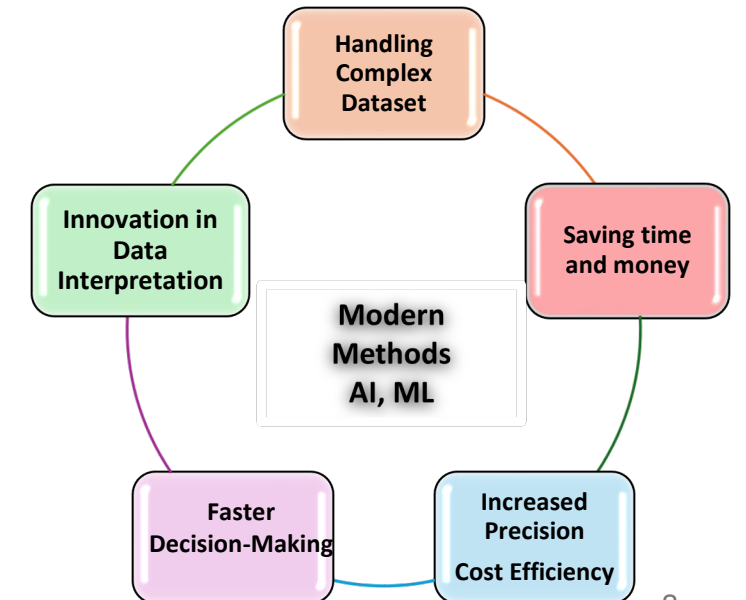 Handling
Complex
Dataset
Innovation in
Data
Interpretation
Saving time
and money
Modern
Methods
AI, ML
Faster
Decision-Making
Increased
Precision
Cost Efficiency